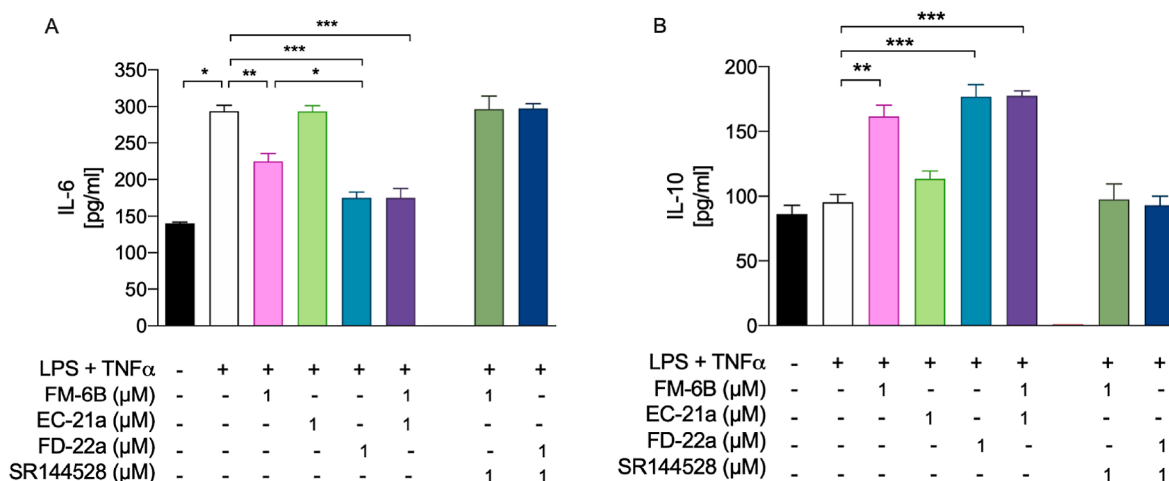 A
***
***
* ** *
350
300
250
200
150
100
50
0
IL-6
[pg/ml]
LPS + TNFα - + + + + + + +
FM-6B (µM) - - 1 - - 1 1 -
EC-21a (µM) - - - 1 - 1 - -
FD-22a (µM) - - - - 1 - - 1
SR144528 (µM) - - - - - - 1 1
B
***
***
**
200
150
100
50
0
IL-10
[pg/ml]
LPS + TNFα - + + + + + + +
FM-6B (µM) - - 1 - - 1 1 -
EC-21a (µM) - - - 1 - 1 - -
FD-22a (µM) - - - - 1 - - 1
SR144528 (µM) - - - - - - 1 1